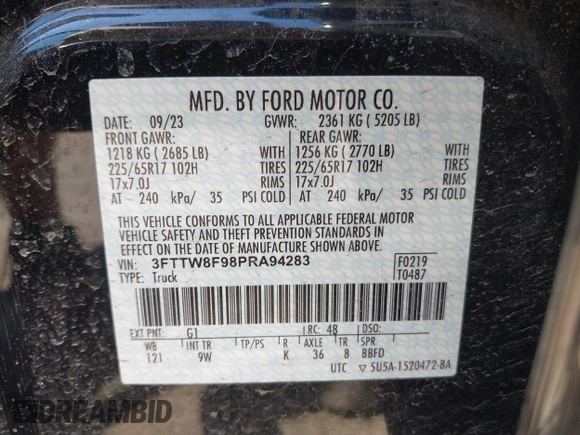 MFD. BY FORD MOTOR CO.
DATE: 09/23 GVWR: 2361 KG ( 5205 LB)
FRONT GAWR: REAR GAWR:
1218 KG ( 2685 LB) WITH 1256 KG ( 2770 LB) WITH
225/65R17 102H TIRES 225/65R17 102H TIRES
17x7.0J RIMS 17x7.0J RIMS
AT - 240 kPa/ 35 PSI COLD AT - 240 kPa/ 35 PSI COLD
THIS VEHICLE CONFORMS TO ALL APPLICABLE FEDERAL MOTOR
VEHICLE SAFETY AND THEFT PREVENTION STANDARDS IN
EFFECT ON THE DATE OF MANUFACTURE SHOWN ABOVE.
VIN: 3FTTW8F98PRA94283 F0219
TYPE: Truck T0487
EXT PNT: G1 RC: 48 DSO:
WB INT TR TP/PS R AXLE TR SPR
121 9W K 36 8 BBFD
UTC ▽ 5U5A-1520472-BA
DREAMBID